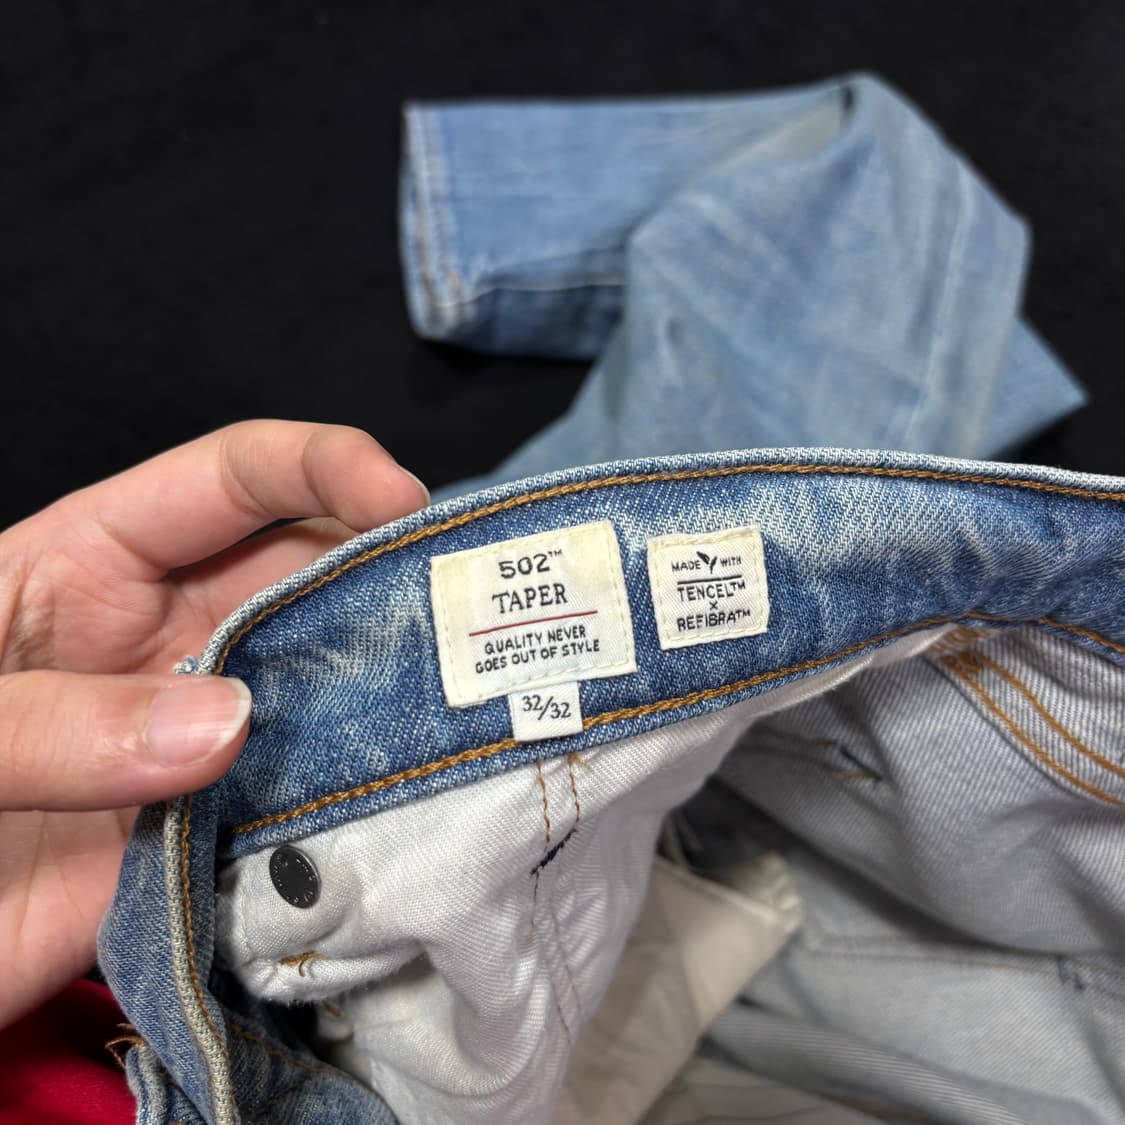 502™
TAPER
QUALITY NEVER
GOES OUT OF STYLE
32/32
MADE WITH
TENCEL™
×
REFIBRA™